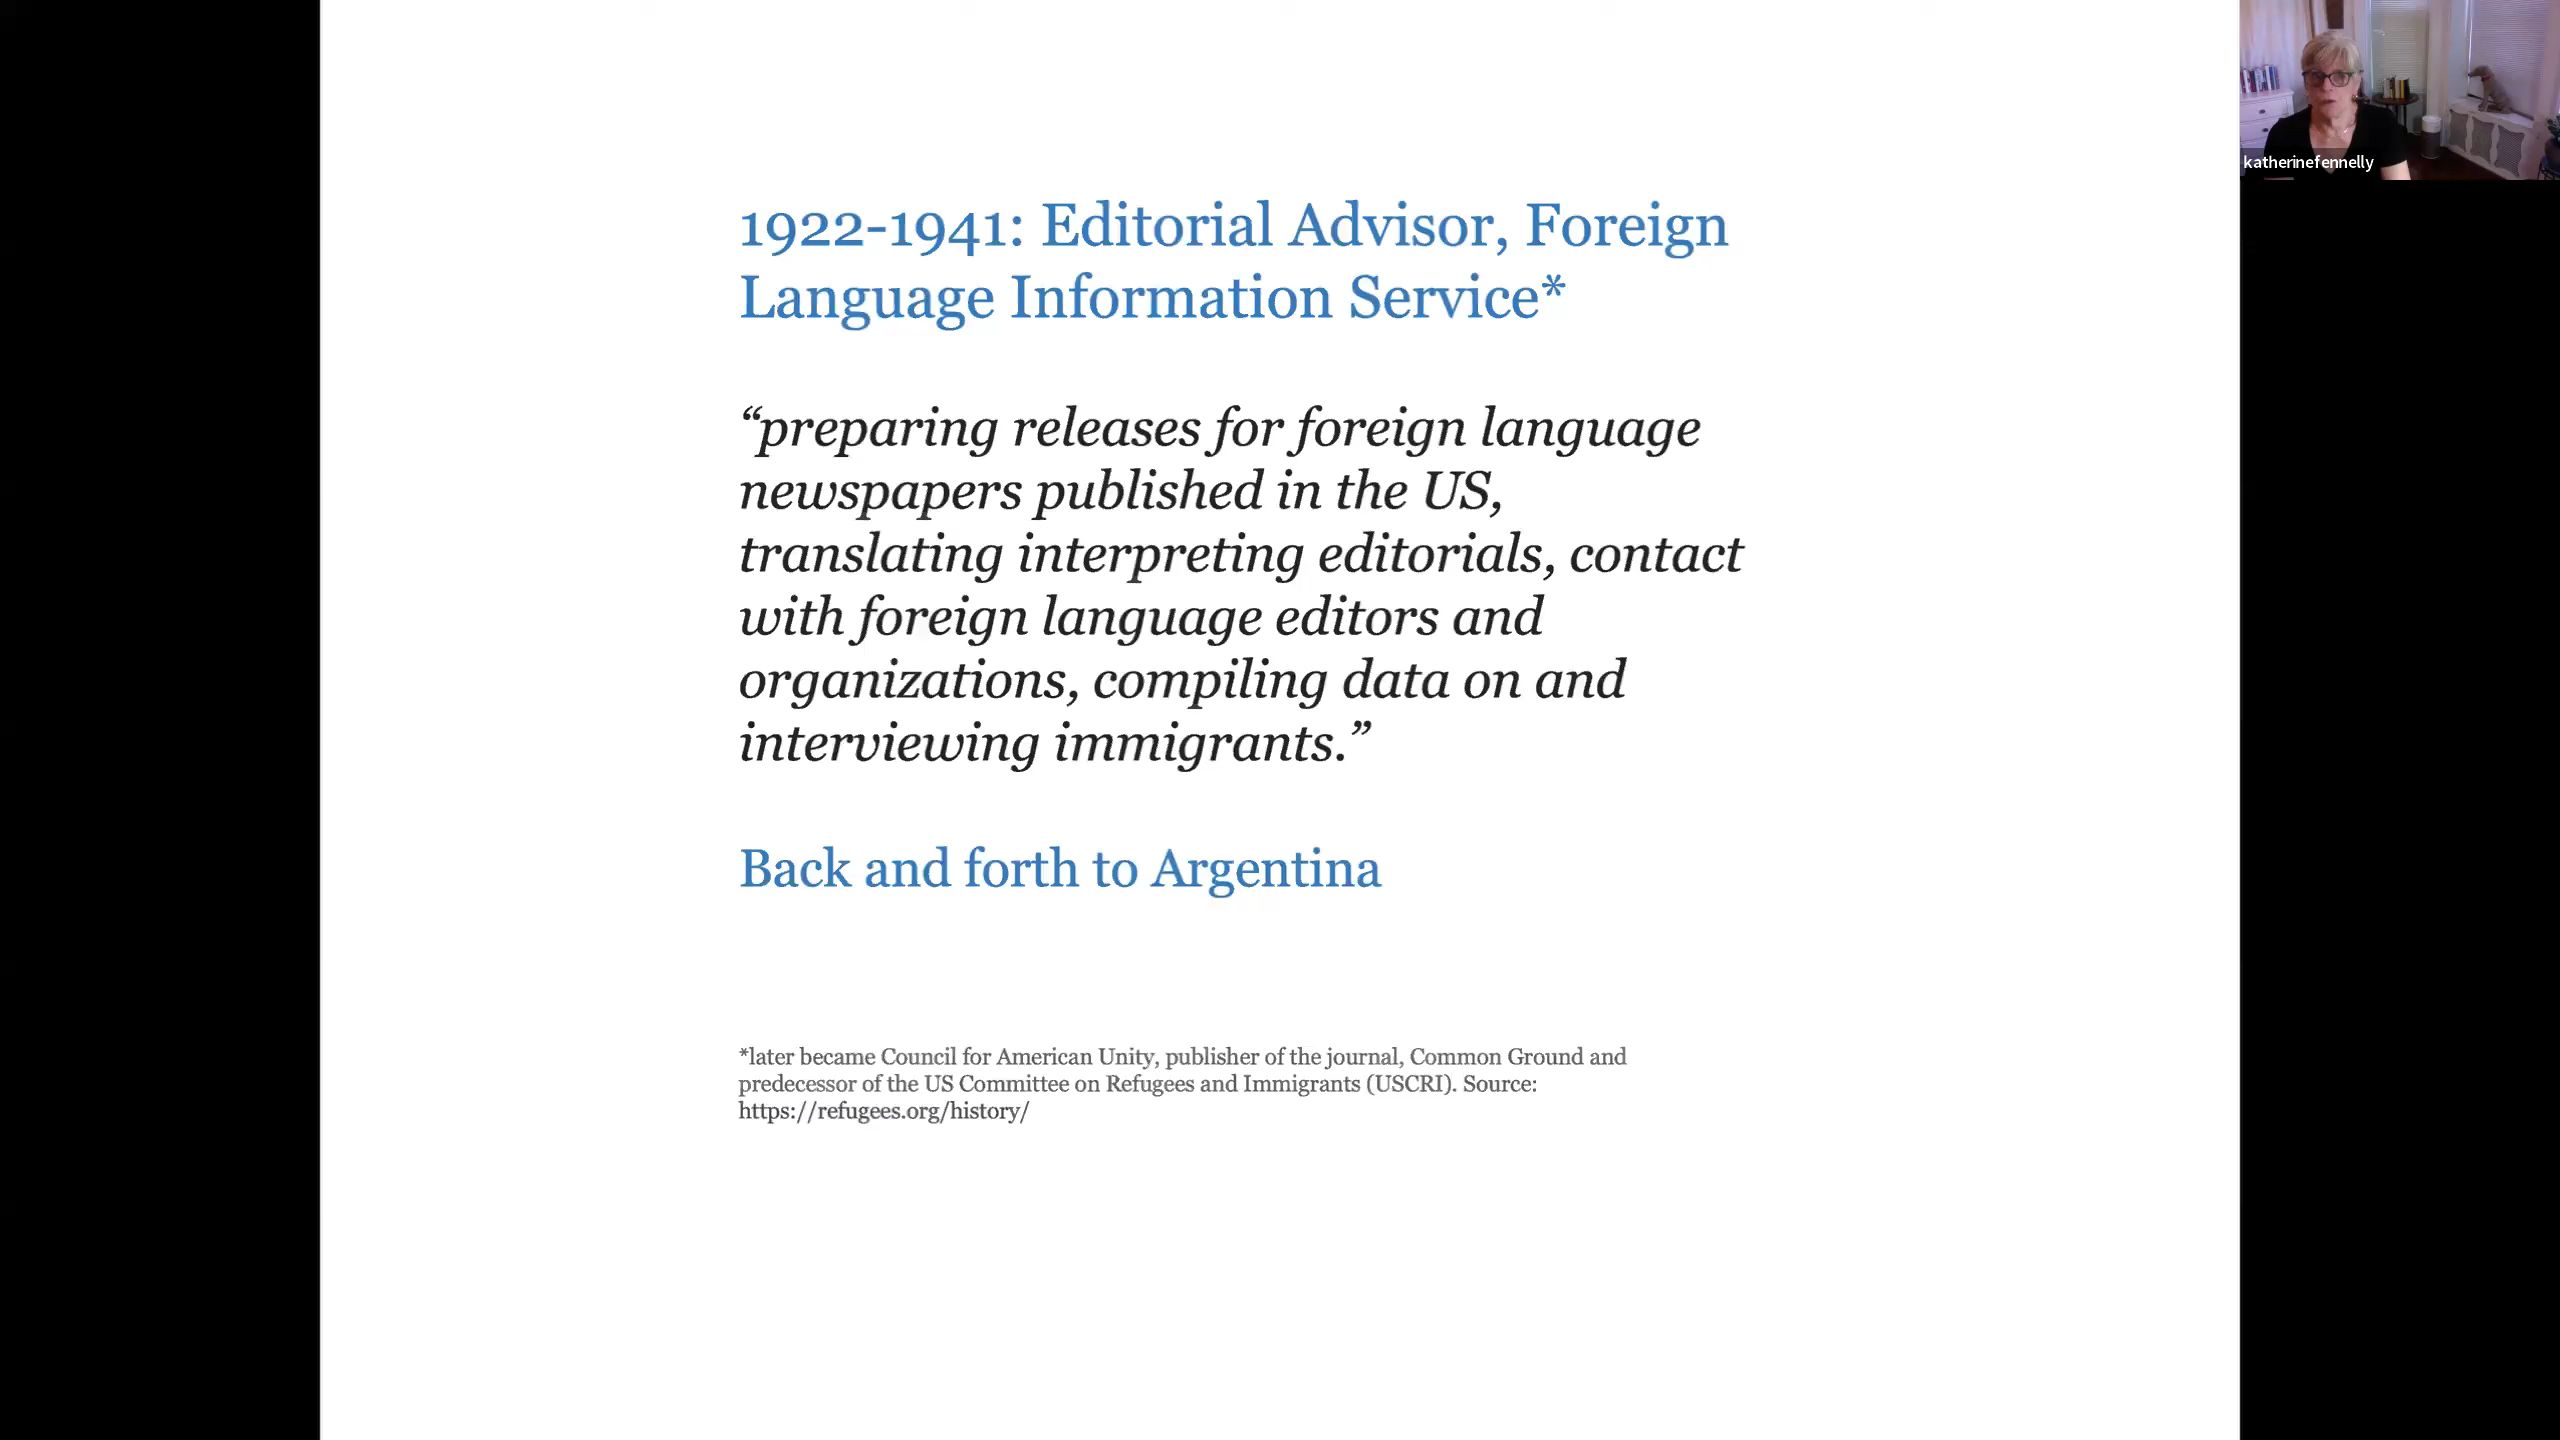 1922-1941: Editorial Advisor, Foreign
Language Information Service*
“preparing releases for foreign language
newspapers published in the US,
translating interpreting editorials, contact
with foreign language editors and
organizations, compiling data on and
interviewing immigrants.”
Back and forth to Argentina
*later became Council for American Unity, publisher of the journal, Common Ground and
predecessor of the US Committee on Refugees and Immigrants (USCRI). Source:
https://refugees.org/history/
katherinefennelly